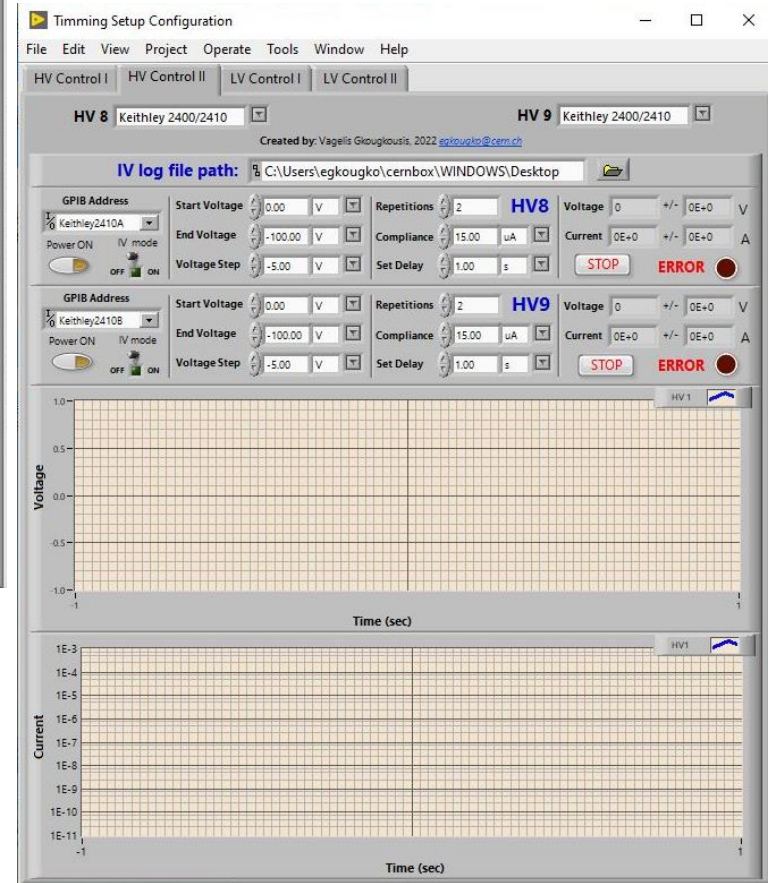 Timming Setup Configuration
File Edit View Project Operate Tools Window Help
HV Control I HV Control II LV Control I LV Control II
HV 8 Keithley 2400/2410 HV 9 Keithley 2400/2410
Created by: Vagelis Gkougkousis, 2022 egkougko@cern.ch
IV log file path: C:\Users\egkougko\cernbox\WINDOWS\Desktop
GPIB Address Start Voltage 0.00 V Repetitions 2 HV8 Voltage 0 +/- 0E+0 V
Keithley2410A End Voltage -100.00 V Compliance 15.00 uA Current 0E+0 +/- 0E+0 A
Power ON IV mode OFF ON Voltage Step -5.00 V Set Delay 1.00 s STOP ERROR
GPIB Address Start Voltage 0.00 V Repetitions 2 HV9 Voltage 0 +/- 0E+0 V
Keithley2410B End Voltage -100.00 V Compliance 15.00 uA Current 0E+0 +/- 0E+0 A
Power ON IV mode OFF ON Voltage Step -5.00 V Set Delay 1.00 s STOP ERROR
HV 1
1.0
0.5
0.0
-0.5
-1.0
Voltage
-1 1
Time (sec)
HV1
1E-3
1E-4
1E-5
1E-6
1E-7
1E-8
1E-9
1E-10
1E-11
Current
-1 1
Time (sec)